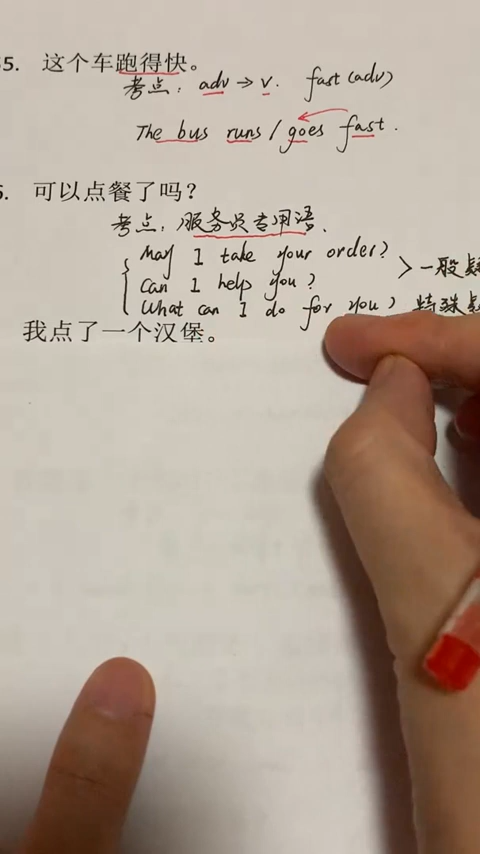 5. 这个车跑得快。
考点：adv → v. fast (adv)
The bus runs / goes fast.
可以点餐了吗？
考点：服务员专用语.
May I take your order?
Can I help you?
一般疑
What can I do for you? 特殊疑
我点了一个汉堡。